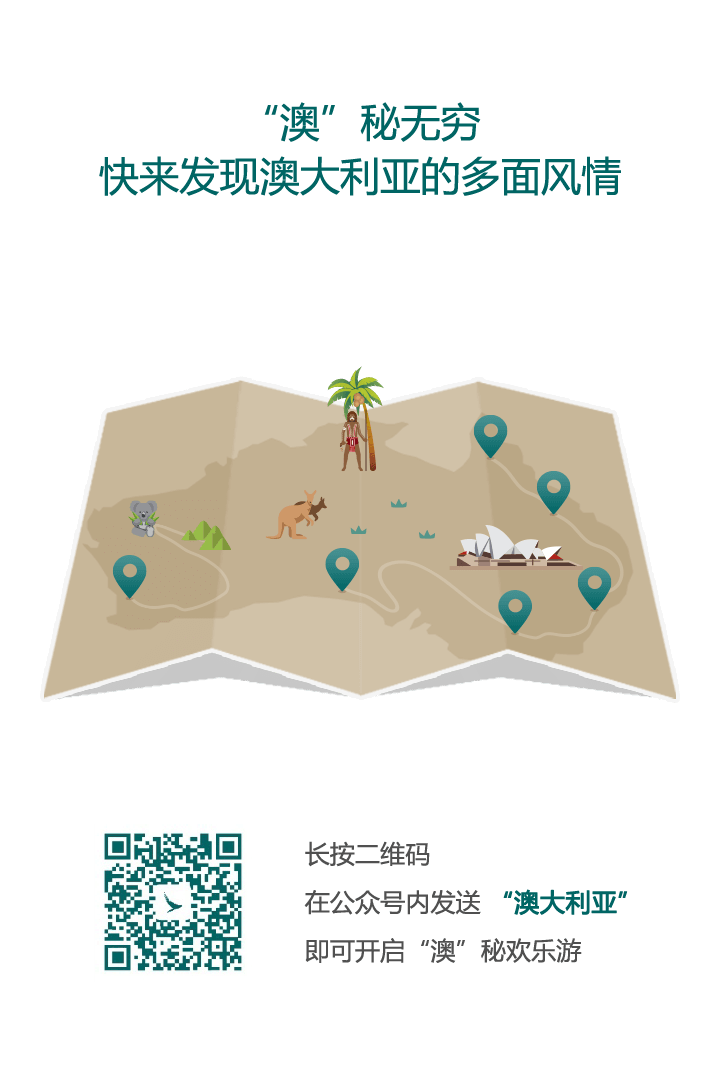 “澳”秘无穷
快来发现澳大利亚的多面风情
长按二维码
在公众号内发送 “澳大利亚”
即可开启“澳”秘欢乐游